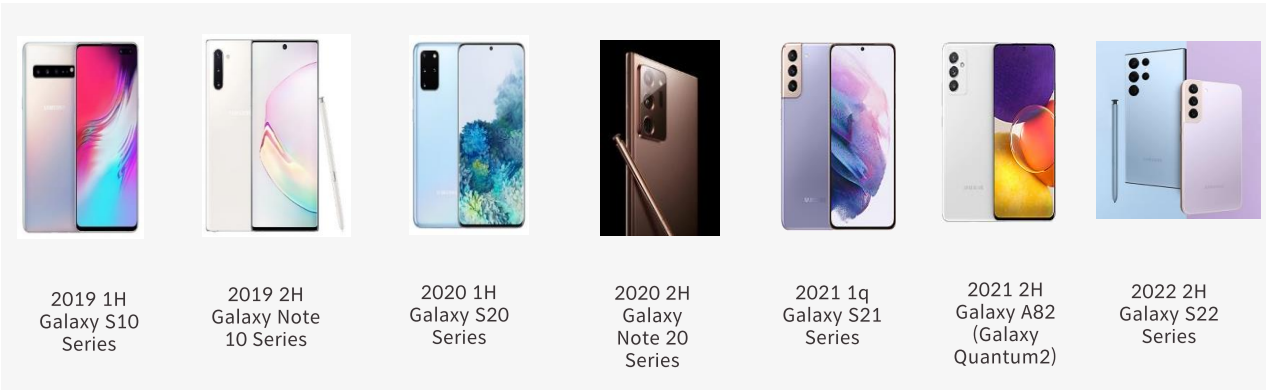 2019 1H
Galaxy S10
Series
2019 2H
Galaxy Note
10 Series
2020 1H
Galaxy S20
Series
2020 2H
Galaxy
Note 20
Series
2021 1q
Galaxy S21
Series
2021 2H
Galaxy A82
(Galaxy
Quantum2)
2022 2H
Galaxy S22
Series